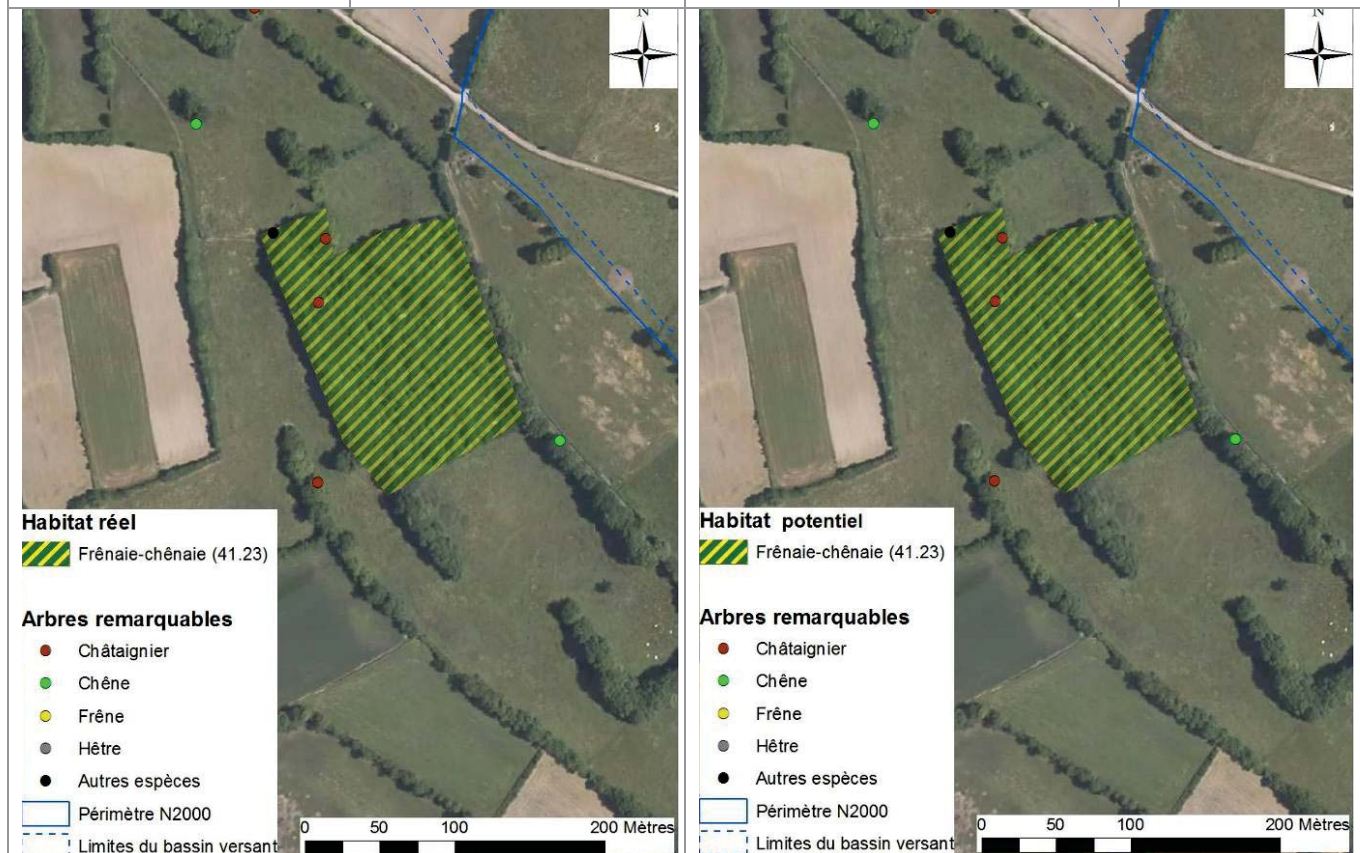 N
Habitat réel
Frênaie-chênaie (41.23)
Arbres remarquables
Châtaignier
Chêne
Frêne
Hêtre
Autres espèces
Périmètre N2000
Limites du bassin versant
0 50 100 200 Mètres
N
Habitat potentiel
Frênaie-chênaie (41.23)
Arbres remarquables
Châtaignier
Chêne
Frêne
Hêtre
Autres espèces
Périmètre N2000
Limites du bassin versant
0 50 100 200 Mètres